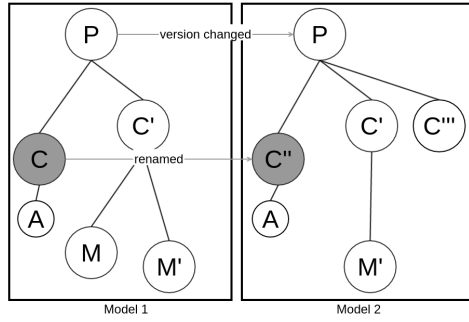 P
version changed
P
C'
C'
C''''
C
renamed
C''
A
A
M
M'
M'
Model 1
Model 2